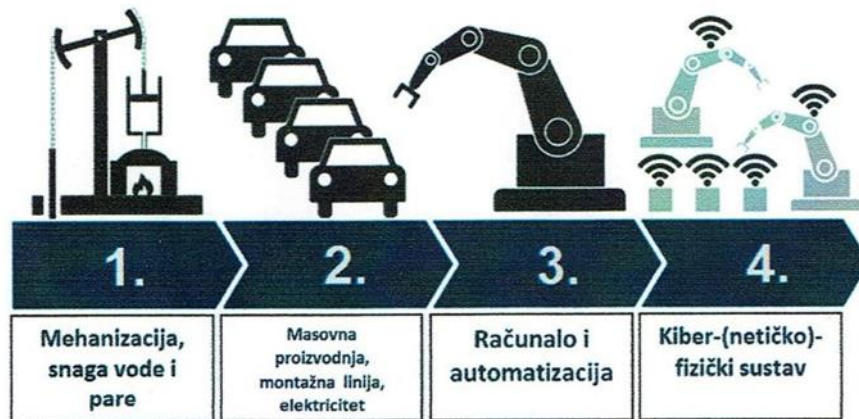 1.
2.
3.
4.
Mehanizacija,
snaga vode i
pare
Masovna
proizvodnja,
montažna linija,
elektricitet
Računalo i
automatizacija
Kiber-(netičko)-
fizički sustav